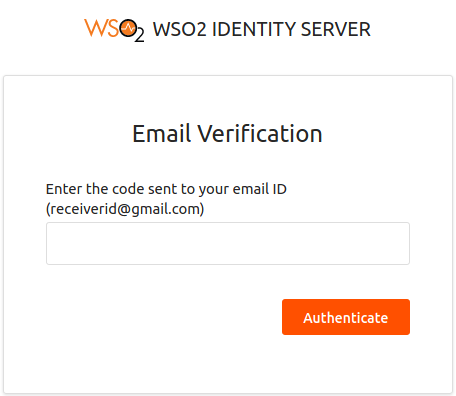 WSO2 WSO2 IDENTITY SERVER
Email Verification
Enter the code sent to your email ID
(receiverid@gmail.com)
Authenticate